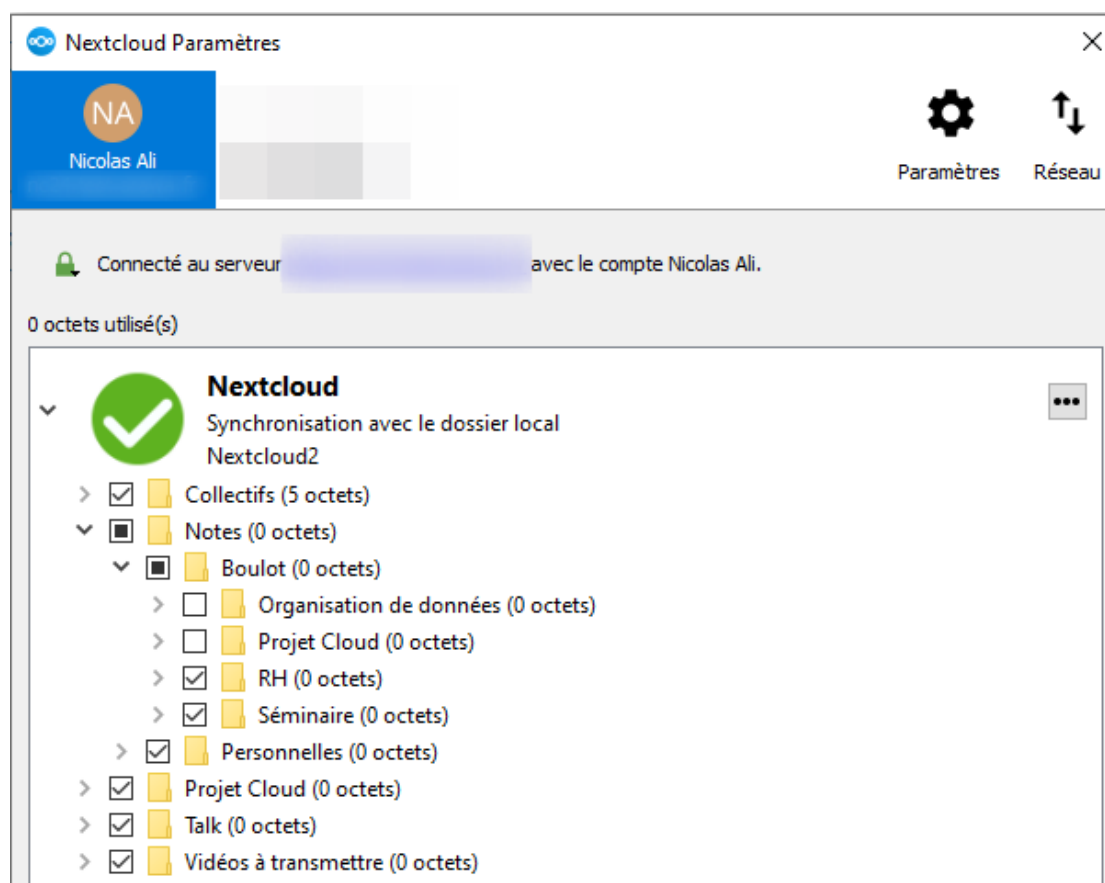 Nextcloud Paramètres
NA
Nicolas Ali
Paramètres
Réseau
Connecté au serveur avec le compte Nicolas Ali.
0 octets utilisé(s)
Nextcloud
Synchronisation avec le dossier local
Nextcloud2
Collectifs (5 octets)
Notes (0 octets)
Boulot (0 octets)
Organisation de données (0 octets)
Projet Cloud (0 octets)
RH (0 octets)
Séminaire (0 octets)
Personnelles (0 octets)
Projet Cloud (0 octets)
Talk (0 octets)
Vidéos à transmettre (0 octets)